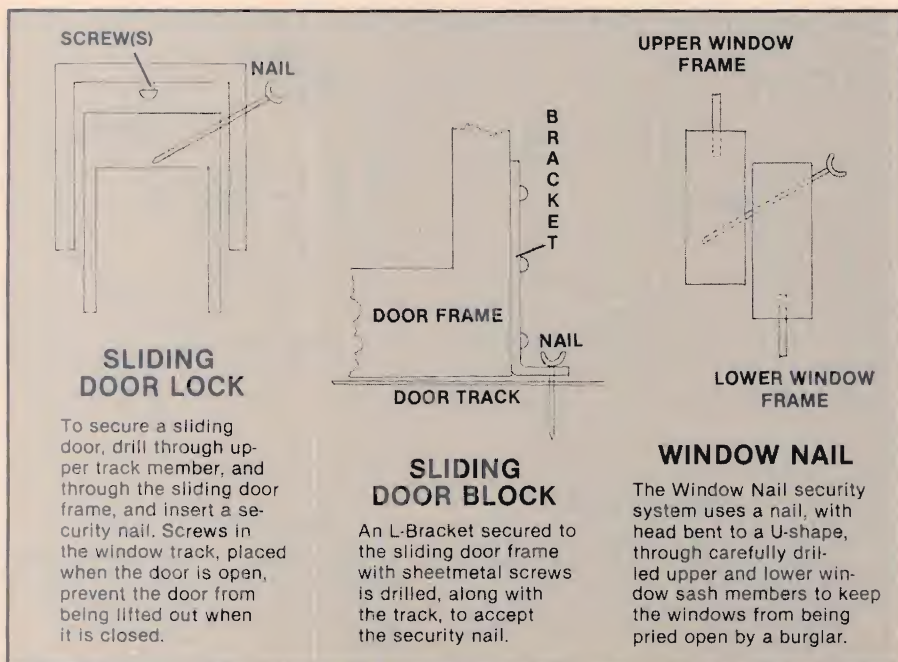 SCREW(S)
NAIL
SLIDING
DOOR LOCK
To secure a sliding
door, drill through up-
per track member, and
through the sliding door
frame, and insert a se-
curity nail. Screws in
the window track, placed
when the door is open,
prevent the door from
being lifted out when
it is closed.
BRACKET
DOOR FRAME
NAIL
DOOR TRACK
SLIDING
DOOR BLOCK
An L-Bracket secured to
the sliding door frame
with sheetmetal screws
is drilled, along with
the track, to accept
the security nail.
UPPER WINDOW
FRAME
LOWER WINDOW
FRAME
WINDOW NAIL
The Window Nail security
system uses a nail, with
head bent to a U-shape,
through carefully dril-
led upper and lower win-
dow sash members to keep
the windows from being
pried open by a burglar.